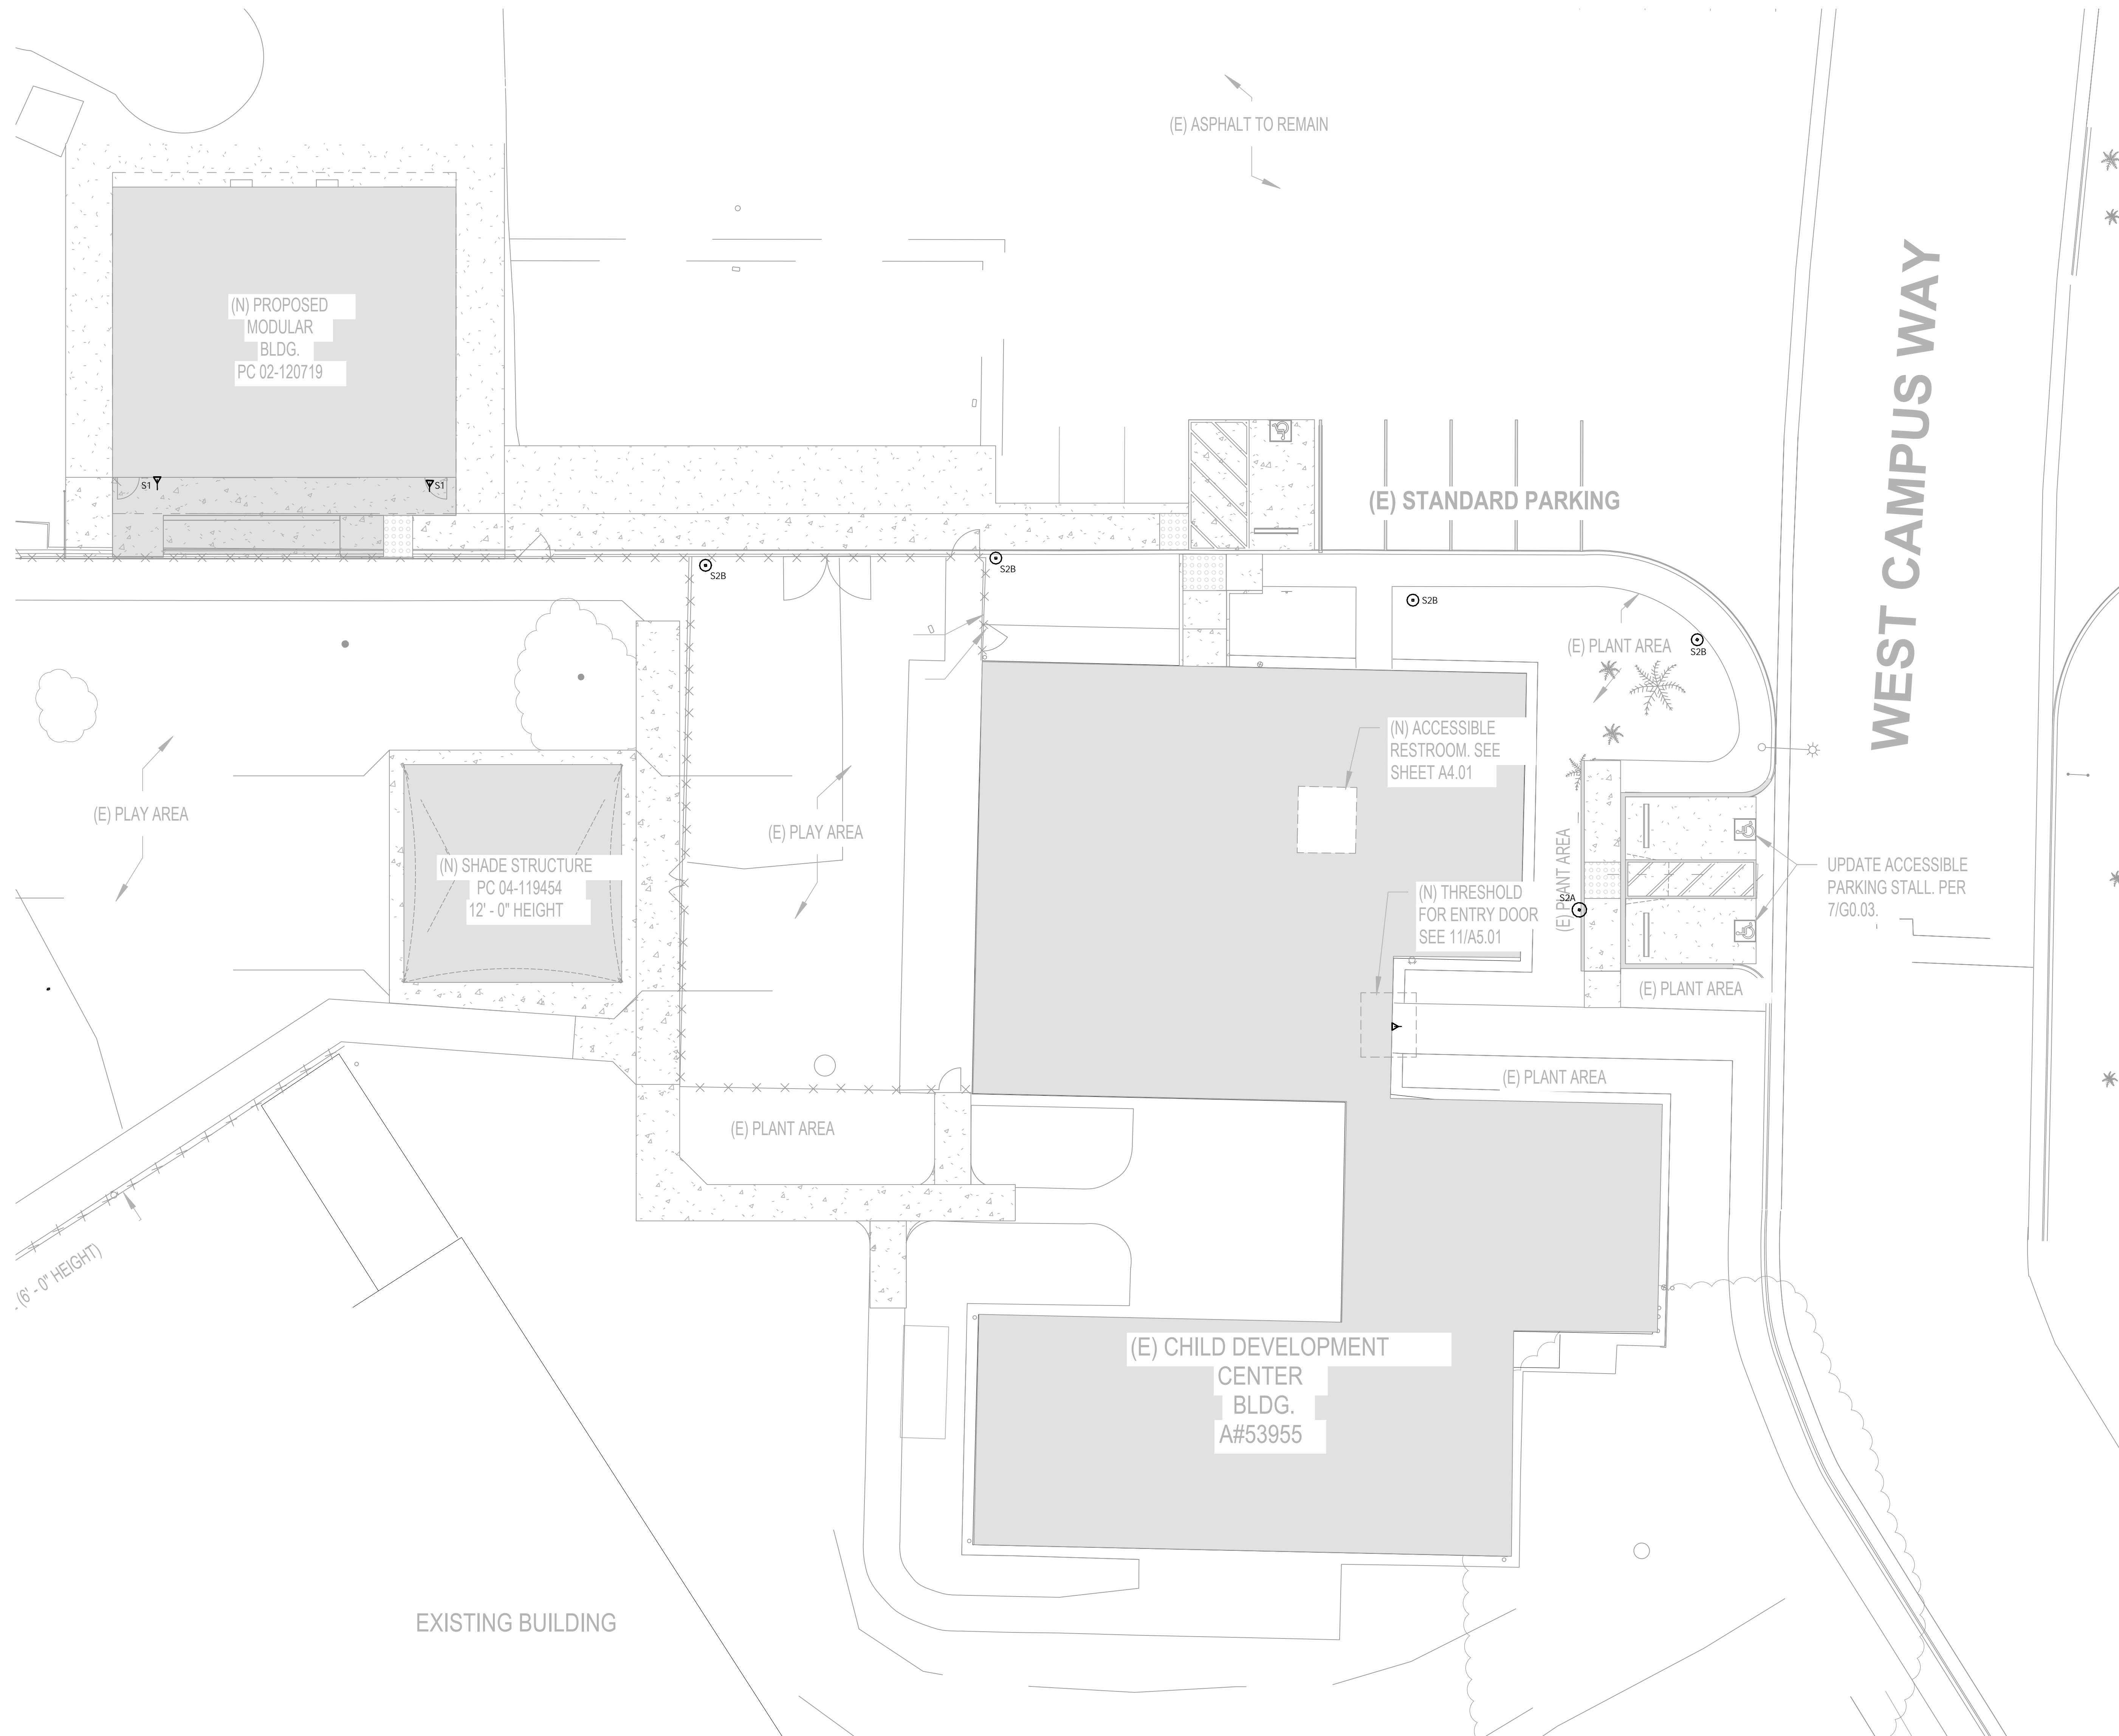 (E) ASPHALT TO REMAIN
(N) PROPOSED
MODULAR
BLDG.
PC 02-120719
WEST CAMPUS WAY
S1
S1
(E) STANDARD PARKING
S2B
S2B
S2B
S2B
(E) PLANT AREA
(N) ACCESSIBLE
RESTROOM. SEE
SHEET A4.01
(E) PLAY AREA
(E) PLAY AREA
(N) SHADE STRUCTURE
PC 04-119454
12' - 0" HEIGHT
(E) PLANT AREA
UPDATE ACCESSIBLE
PARKING STALL. PER
7/G0.03.
(N) THRESHOLD
FOR ENTRY DOOR
SEE 11/A5.01
S2A
(E) PLANT AREA
(E) PLANT AREA
(E) PLANT AREA
(6' - 0" HEIGHT)
(E) CHILD DEVELOPMENT
CENTER
BLDG.
A#53955
EXISTING BUILDING